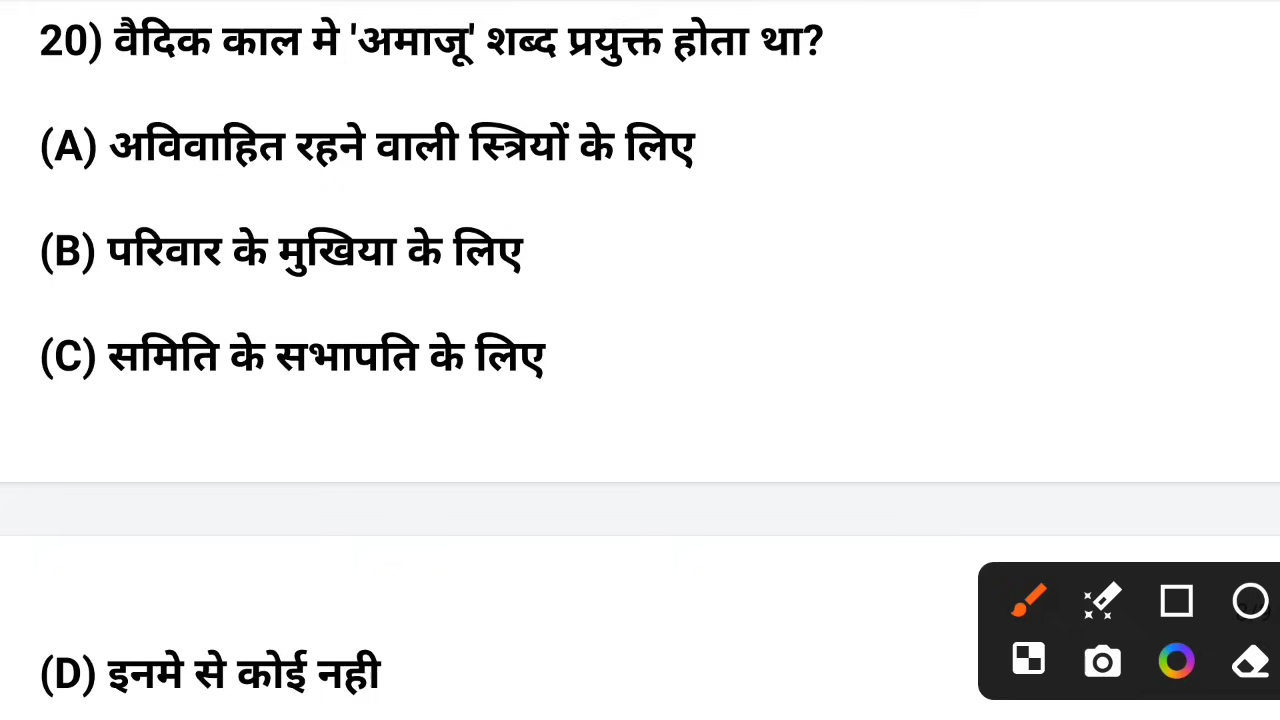 20) वैदिक काल मे 'अमाजू' शब्द प्रयुक्त होता था?
(A) अविवाहित रहने वाली स्त्रियों के लिए
(B) परिवार के मुखिया के लिए
(C) समिति के सभापति के लिए
(D) इनमे से कोई नही